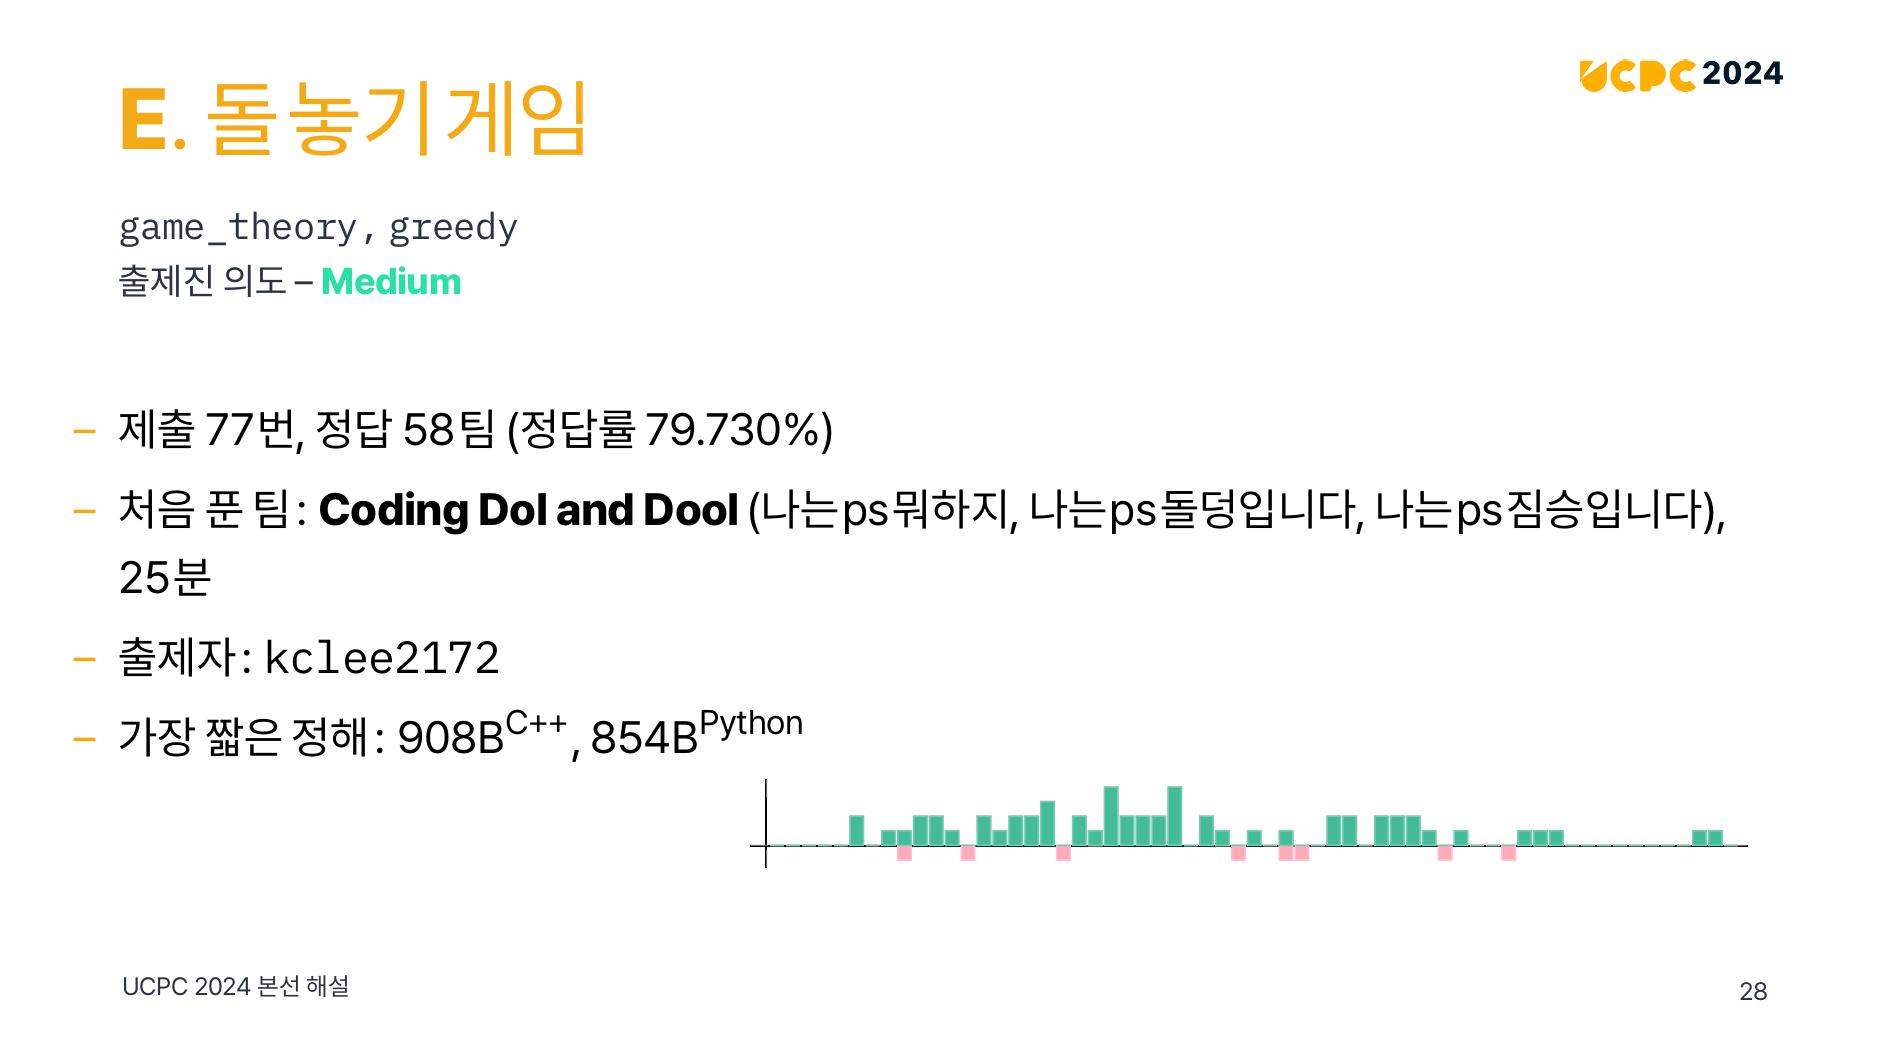 UCPC 2024
E. 돌 놓기 게임
game_theory, greedy
출제진 의도 – Medium
– 제출 77번, 정답 58팀 (정답률 79.730%)
– 처음 푼 팀: Coding Dol and Dool (나는ps뭐하지, 나는ps돌덩입니다, 나는ps짐승입니다),
25분
– 출제자: kclee2172
– 가장 짧은 정해: 908B^C++, 854B^Python
UCPC 2024 본선 해설
28